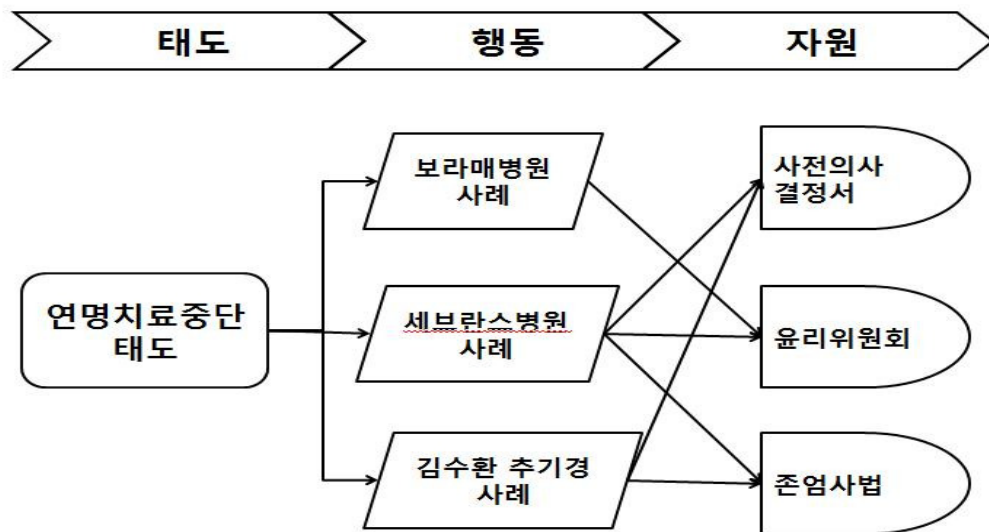 태도
행동
자원
보라매병원
사례
사전의사
결정서
연명치료중단
태도
세브란스병원
사례
윤리위원회
김수환 추기경
사례
존엄사법